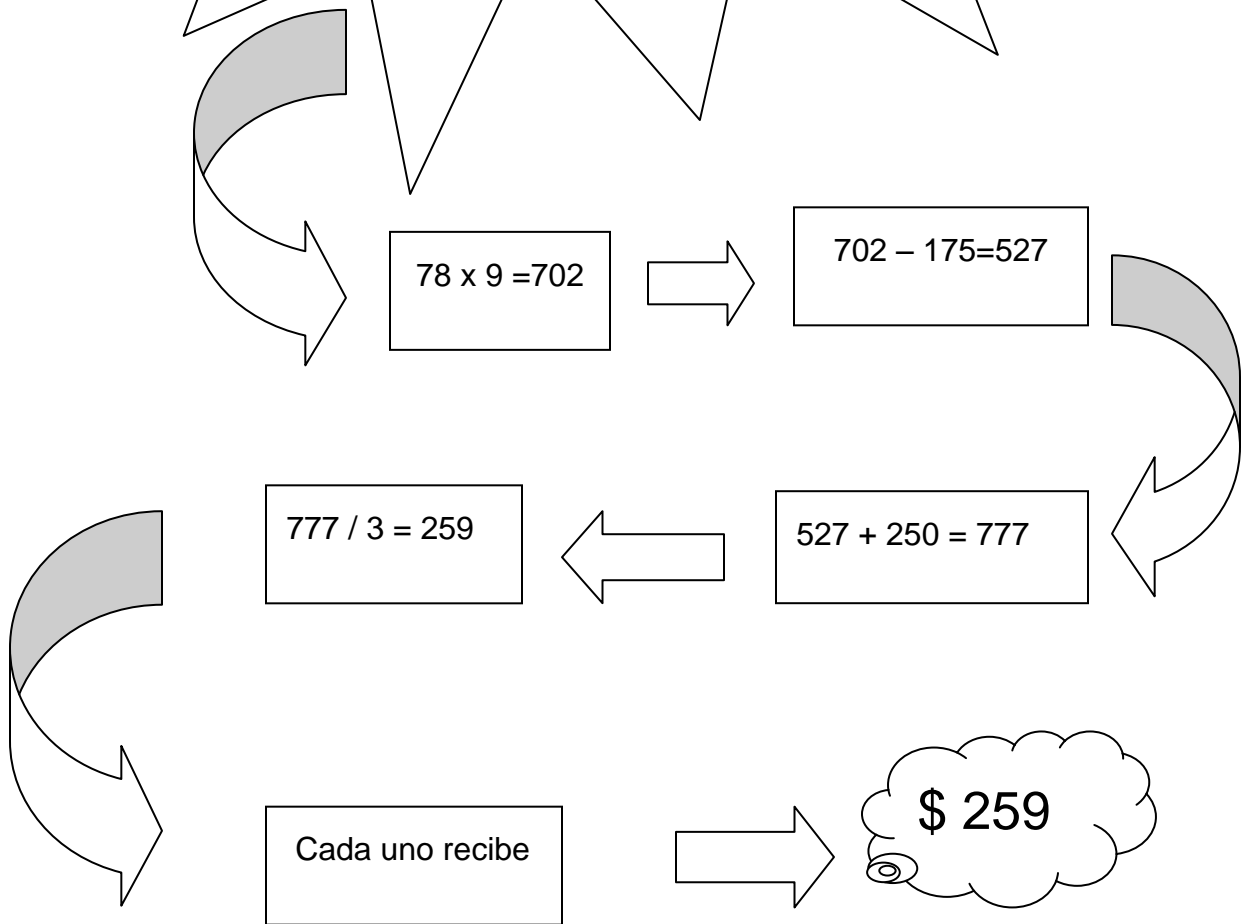 78 x 9 =702
702 – 175=527
527 + 250 = 777
777 / 3 = 259
Cada uno recibe
$ 259